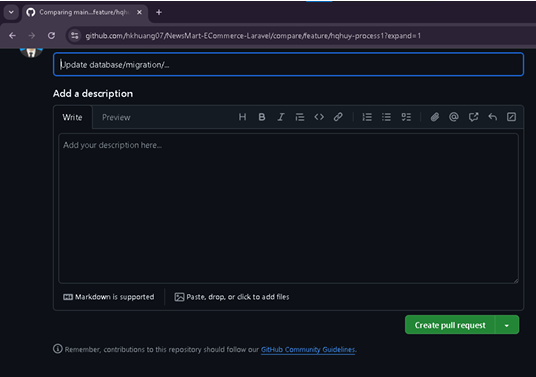 Comparing main...feature/hqhu
github.com/hkhuang07/NewsMart-ECommerce-Laravel/compare/feature/hqhuy-process1?expand=1
Update database/migration/...
Add a description
Write Preview
Add your description here...
Markdown is supported
Paste, drop, or click to add files
Create pull request
Remember, contributions to this repository should follow our GitHub Community Guidelines.